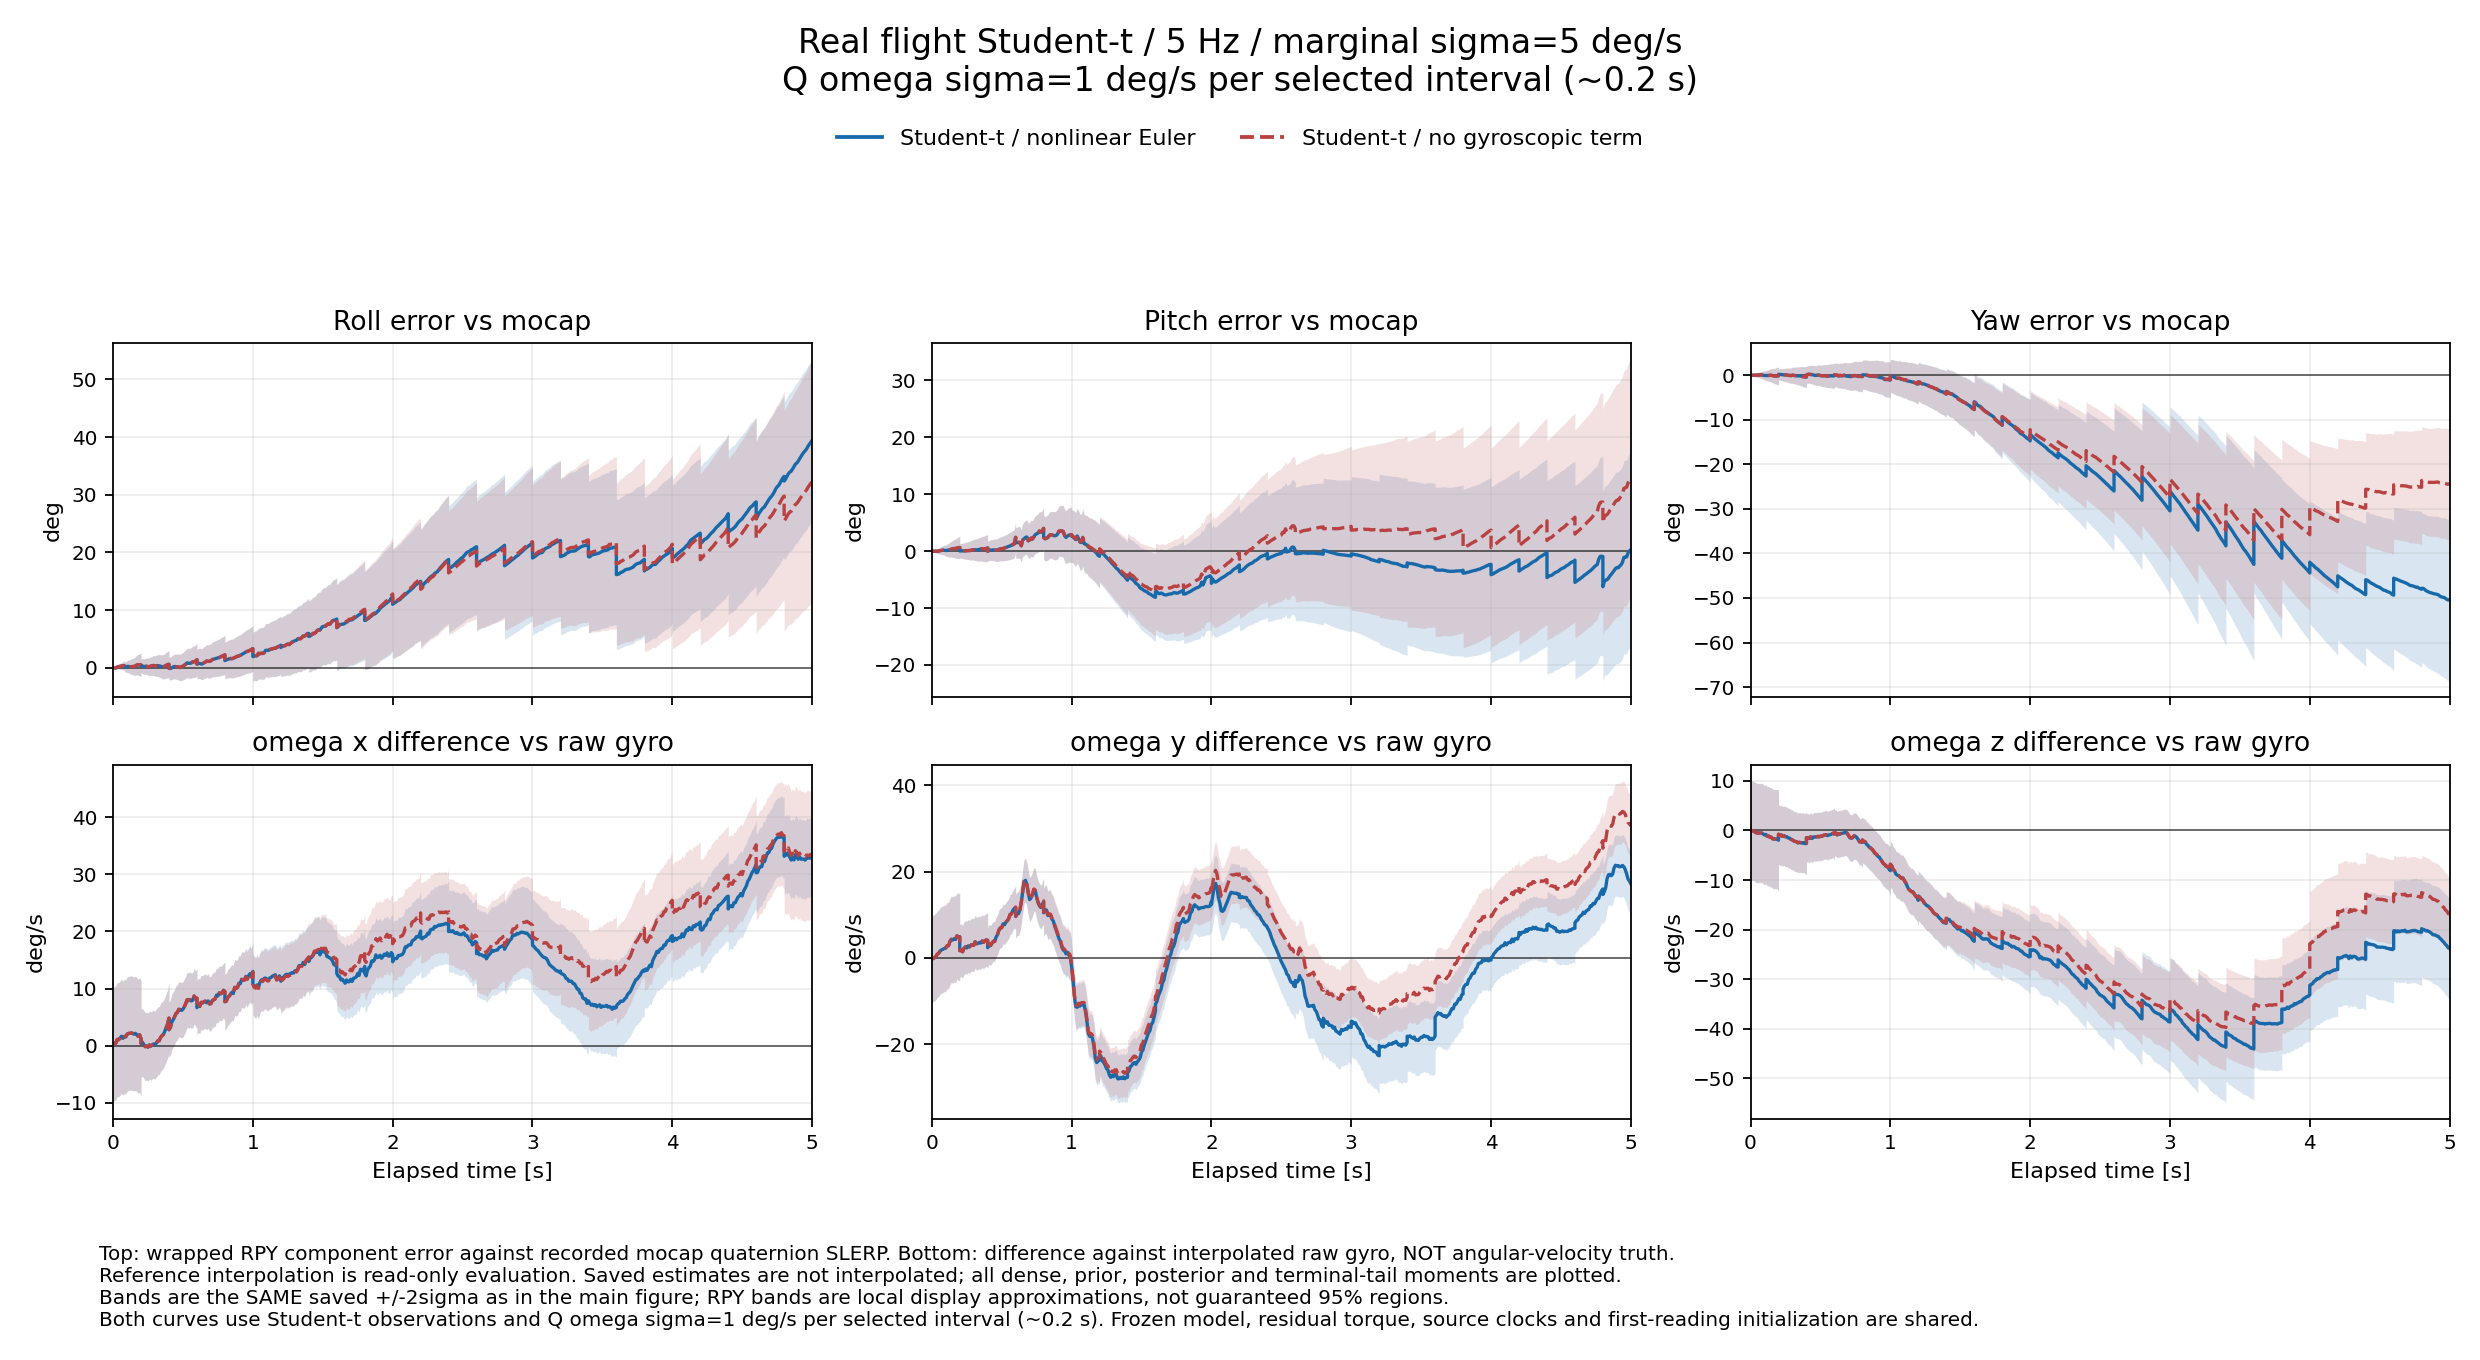 Real flight Student-t / 5 Hz / marginal sigma=5 deg/s
Q omega sigma=1 deg/s per selected interval (~0.2 s)
Student-t / nonlinear Euler
Student-t / no gyroscopic term
Roll error vs mocap
Pitch error vs mocap
Yaw error vs mocap
deg
50
40
30
20
10
0
deg
30
20
10
0
−10
−20
deg
0
−10
−20
−30
−40
−50
−60
−70
omega x difference vs raw gyro
omega y difference vs raw gyro
omega z difference vs raw gyro
deg/s
40
30
20
10
0
−10
0 1 2 3 4 5
Elapsed time [s]
deg/s
40
20
0
−20
0 1 2 3 4 5
Elapsed time [s]
deg/s
10
0
−10
−20
−30
−40
−50
0 1 2 3 4 5
Elapsed time [s]
Top: wrapped RPY component error against recorded mocap quaternion SLERP. Bottom: difference against interpolated raw gyro, NOT angular-velocity truth.
Reference interpolation is read-only evaluation. Saved estimates are not interpolated; all dense, prior, posterior and terminal-tail moments are plotted.
Bands are the SAME saved +/-2sigma as in the main figure; RPY bands are local display approximations, not guaranteed 95% regions.
Both curves use Student-t observations and Q omega sigma=1 deg/s per selected interval (~0.2 s). Frozen model, residual torque, source clocks and first-reading initialization are shared.